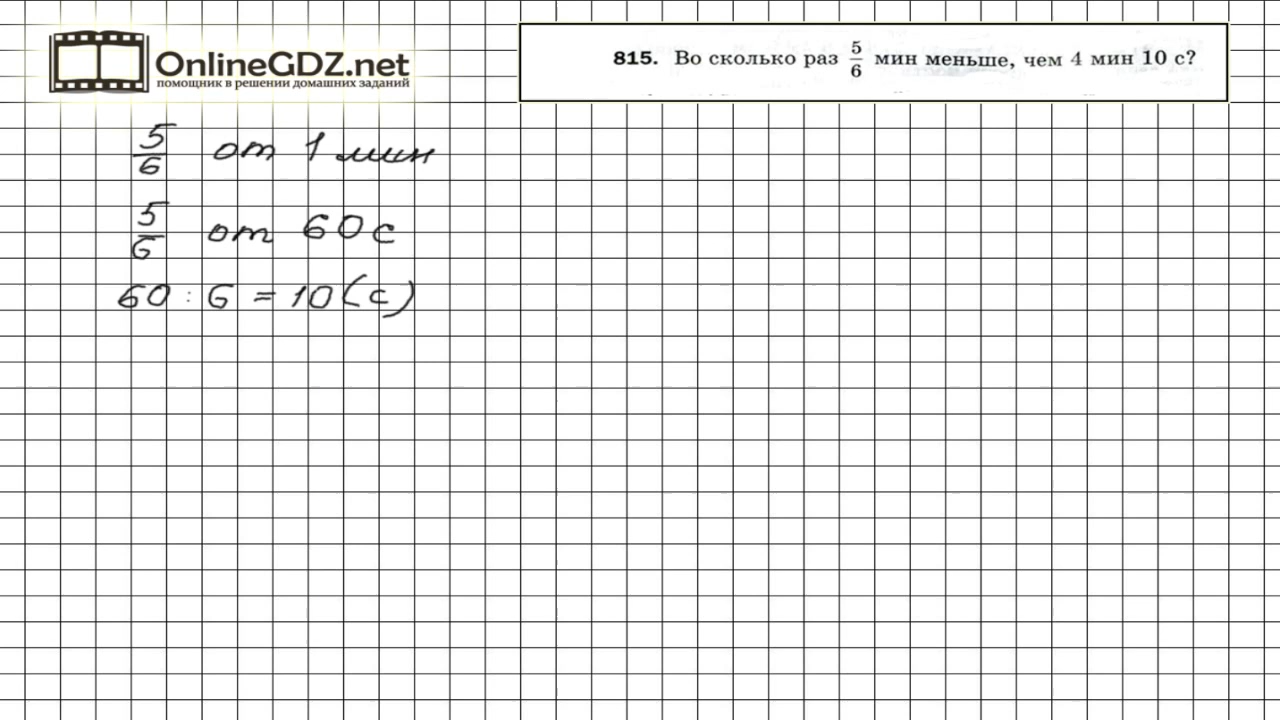 OnlineGDZ.net
помощник в решении домашних заданий
815. Во сколько раз 5/6 мин меньше, чем 4 мин 10 с?
5/6 от 1 мин
5/6 от 60 с
60 : 6 = 10 (с)